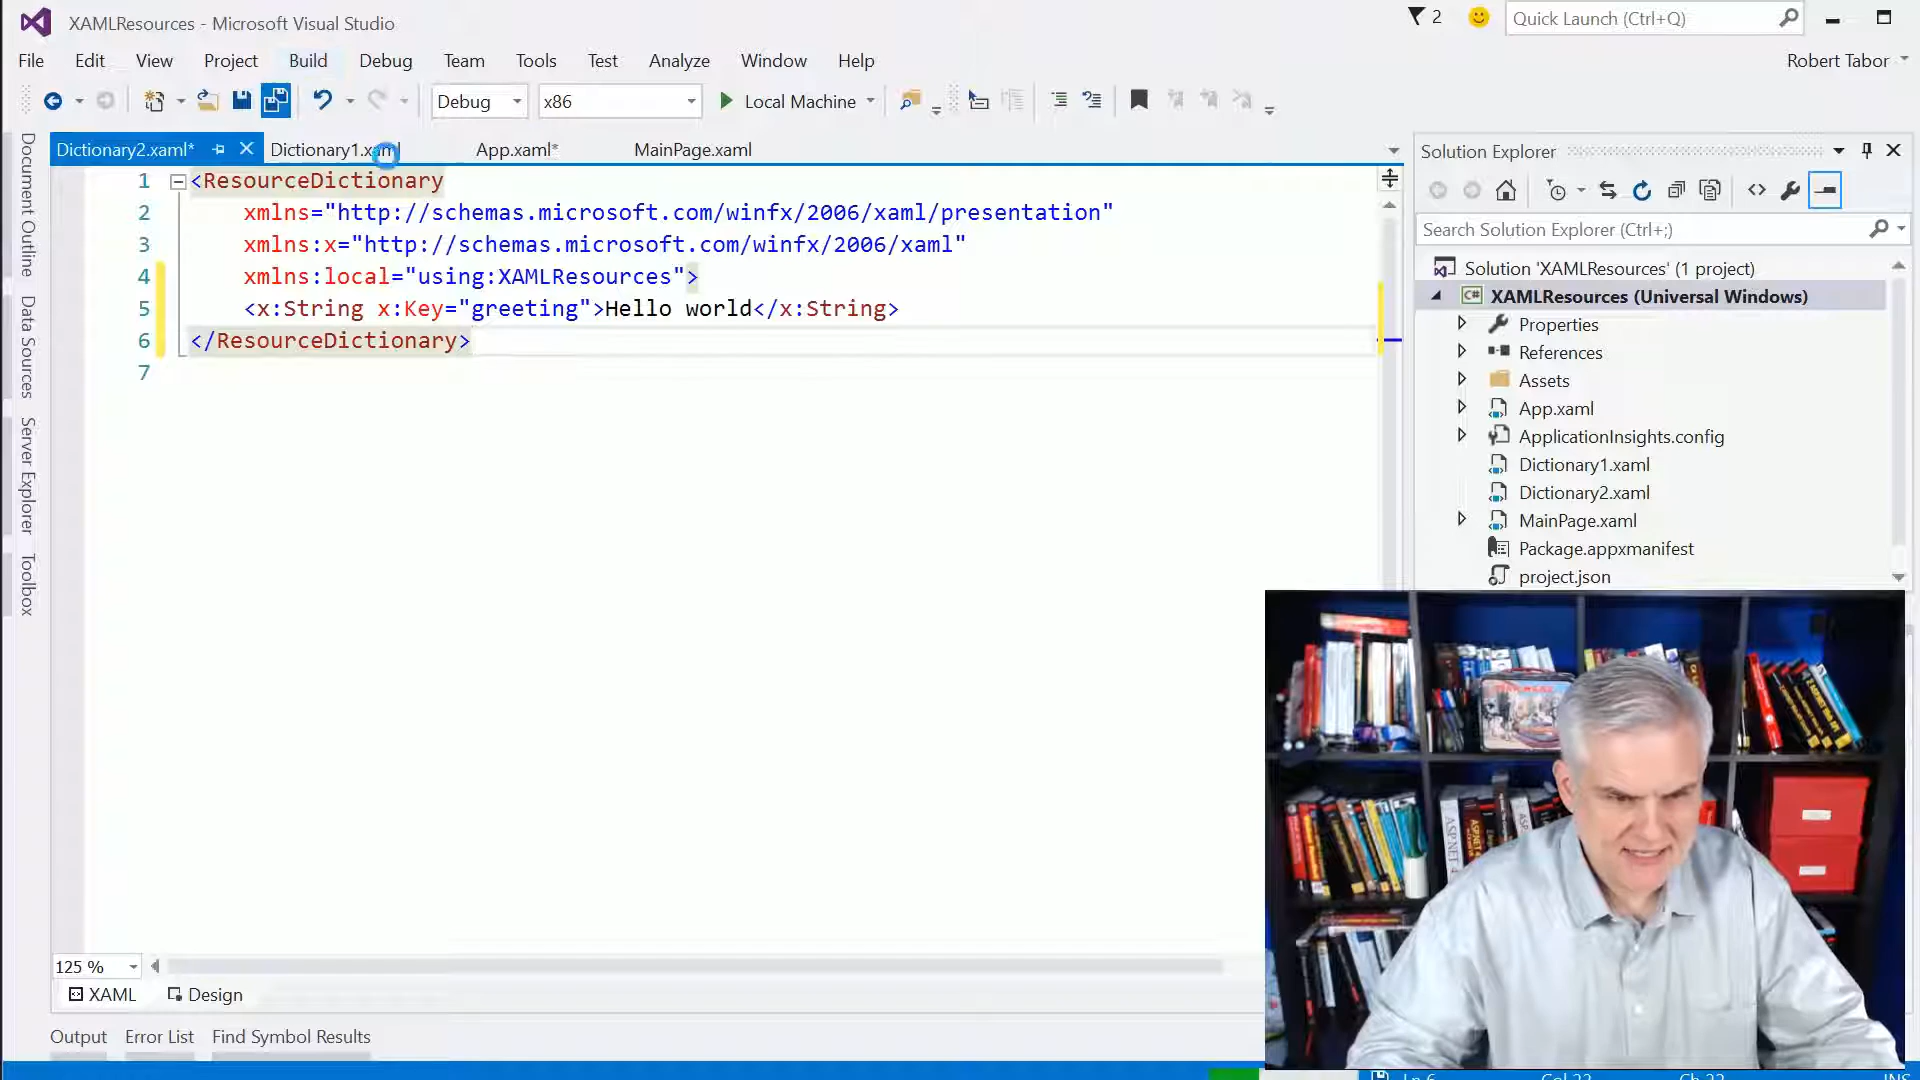 XAMLResources - Microsoft Visual Studio
2
Quick Launch (Ctrl+Q)
File Edit View Project Build Debug Team Tools Test Analyze Window Help
Robert Tabor
Debug x86 Local Machine
Dictionary2.xaml* Dictionary1.xaml App.xaml* MainPage.xaml
1 <ResourceDictionary
2 xmlns="http://schemas.microsoft.com/winfx/2006/xaml/presentation"
3 xmlns:x="http://schemas.microsoft.com/winfx/2006/xaml"
4 xmlns:local="using:XAMLResources">
5 <x:String x:Key="greeting">Hello world</x:String>
6 </ResourceDictionary>
7
Document Outline
Data Sources
Server Explorer
Toolbox
Solution Explorer
Search Solution Explorer (Ctrl+;)
Solution 'XAMLResources' (1 project)
C# XAMLResources (Universal Windows)
Properties
References
Assets
App.xaml
ApplicationInsights.config
Dictionary1.xaml
Dictionary2.xaml
MainPage.xaml
Package.appxmanifest
project.json
125 %
XAML Design
Output Error List Find Symbol Results